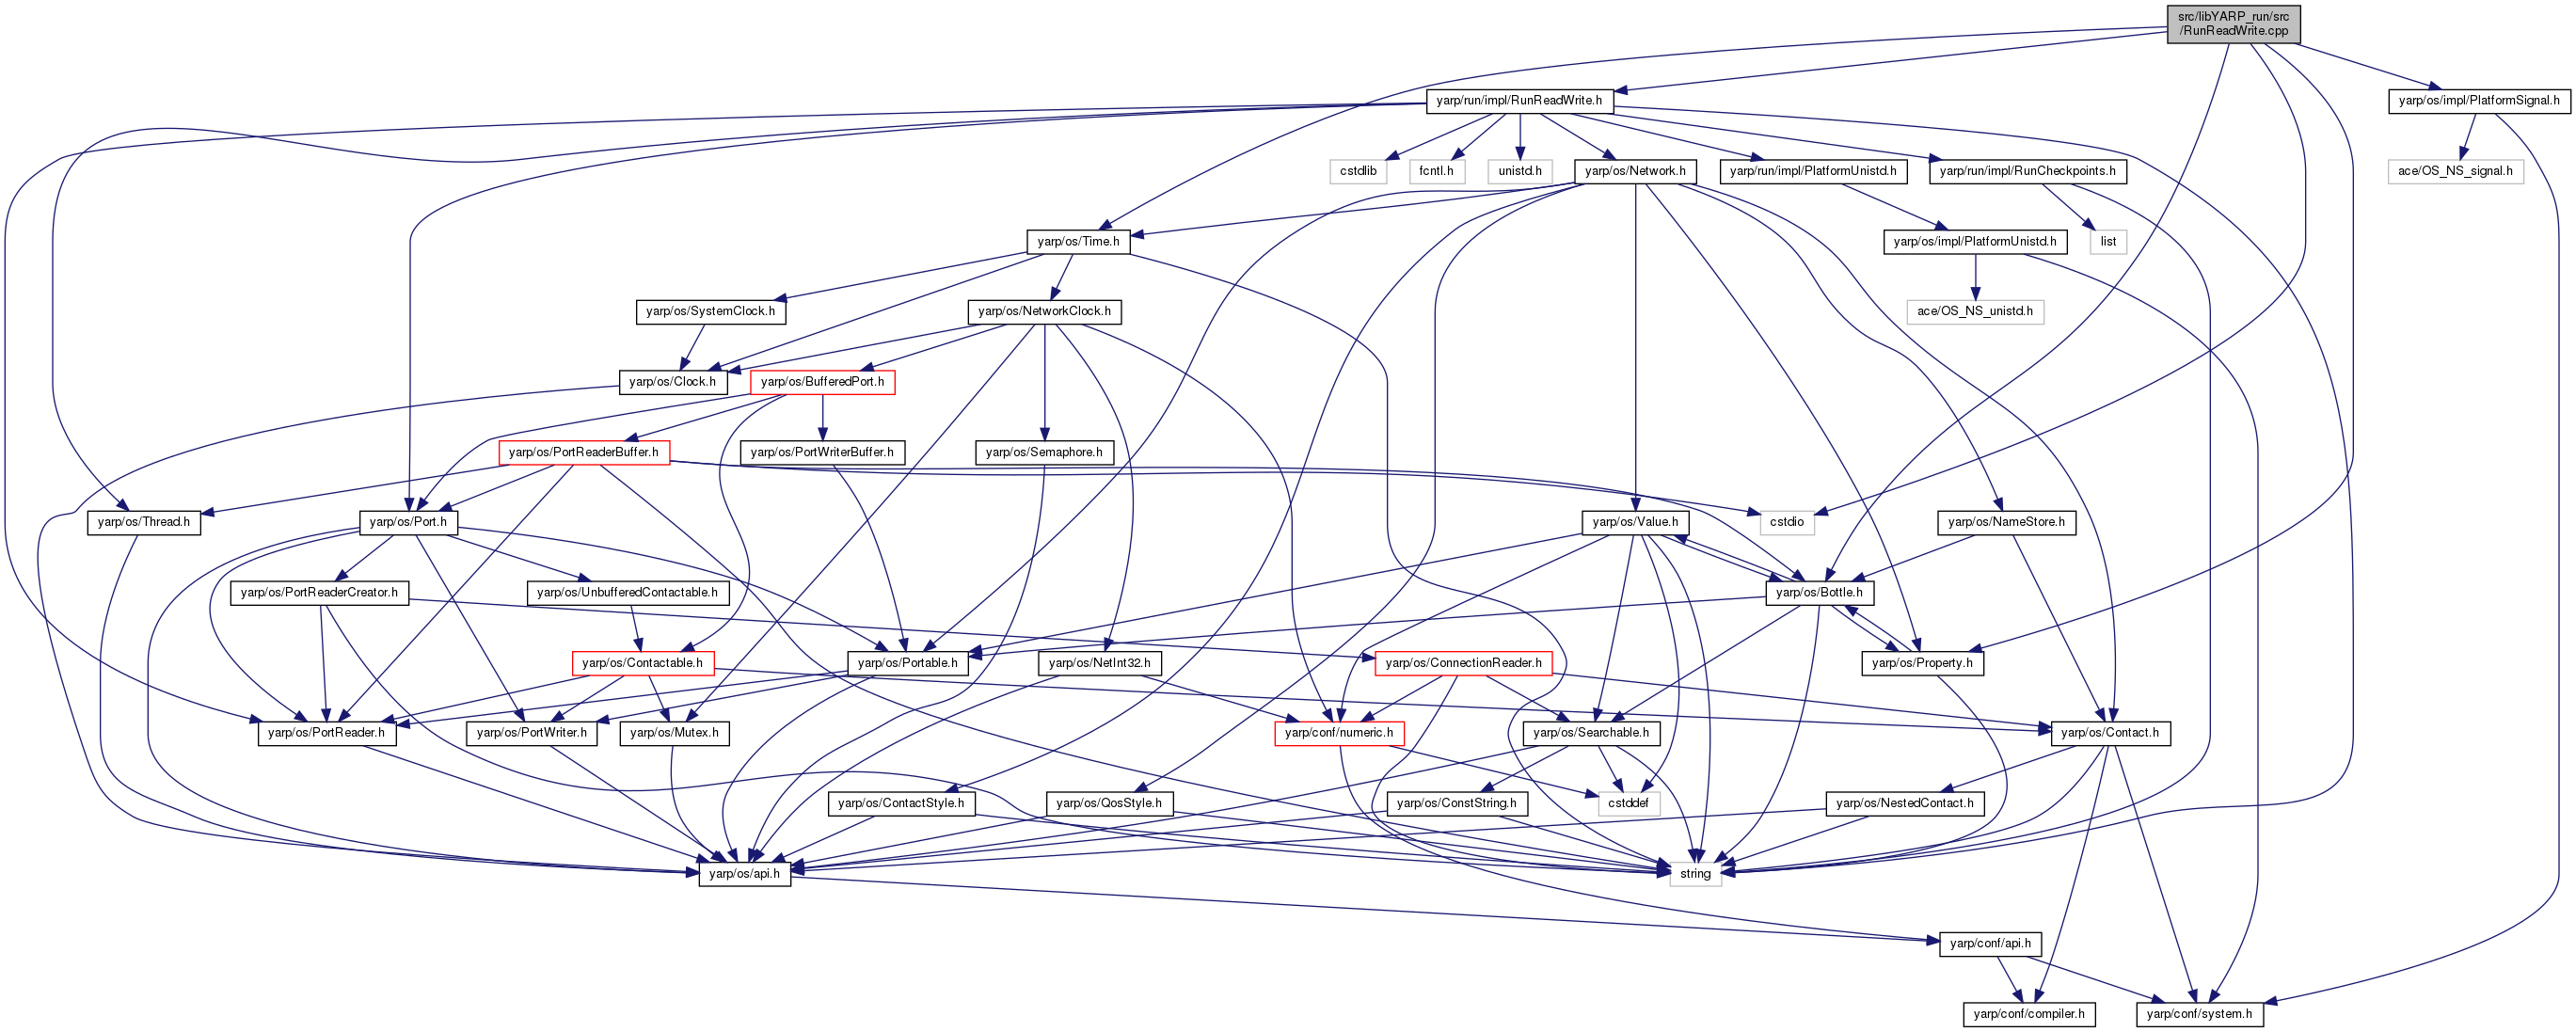 src/libYARP_run/src
/RunReadWrite.cpp
yarp/run/impl/RunReadWrite.h
yarp/os/impl/PlatformSignal.h
cstdlib
fcntl.h
unistd.h
yarp/os/Network.h
yarp/run/impl/PlatformUnistd.h
yarp/run/impl/RunCheckpoints.h
ace/OS_NS_signal.h
yarp/os/Time.h
yarp/os/impl/PlatformUnistd.h
list
yarp/os/SystemClock.h
yarp/os/NetworkClock.h
ace/OS_NS_unistd.h
yarp/os/Clock.h
yarp/os/BufferedPort.h
yarp/os/PortReaderBuffer.h
yarp/os/PortWriterBuffer.h
yarp/os/Semaphore.h
yarp/os/Thread.h
yarp/os/Port.h
cstdio
yarp/os/Value.h
yarp/os/NameStore.h
yarp/os/PortReaderCreator.h
yarp/os/UnbufferedContactable.h
yarp/os/Bottle.h
yarp/os/Contactable.h
yarp/os/Portable.h
yarp/os/NetInt32.h
yarp/os/ConnectionReader.h
yarp/os/Property.h
yarp/os/PortReader.h
yarp/os/PortWriter.h
yarp/os/Mutex.h
yarp/conf/numeric.h
yarp/os/Searchable.h
yarp/os/Contact.h
yarp/os/ContactStyle.h
yarp/os/QosStyle.h
yarp/os/ConstString.h
cstddef
yarp/os/NestedContact.h
yarp/os/api.h
string
yarp/conf/api.h
yarp/conf/compiler.h
yarp/conf/system.h